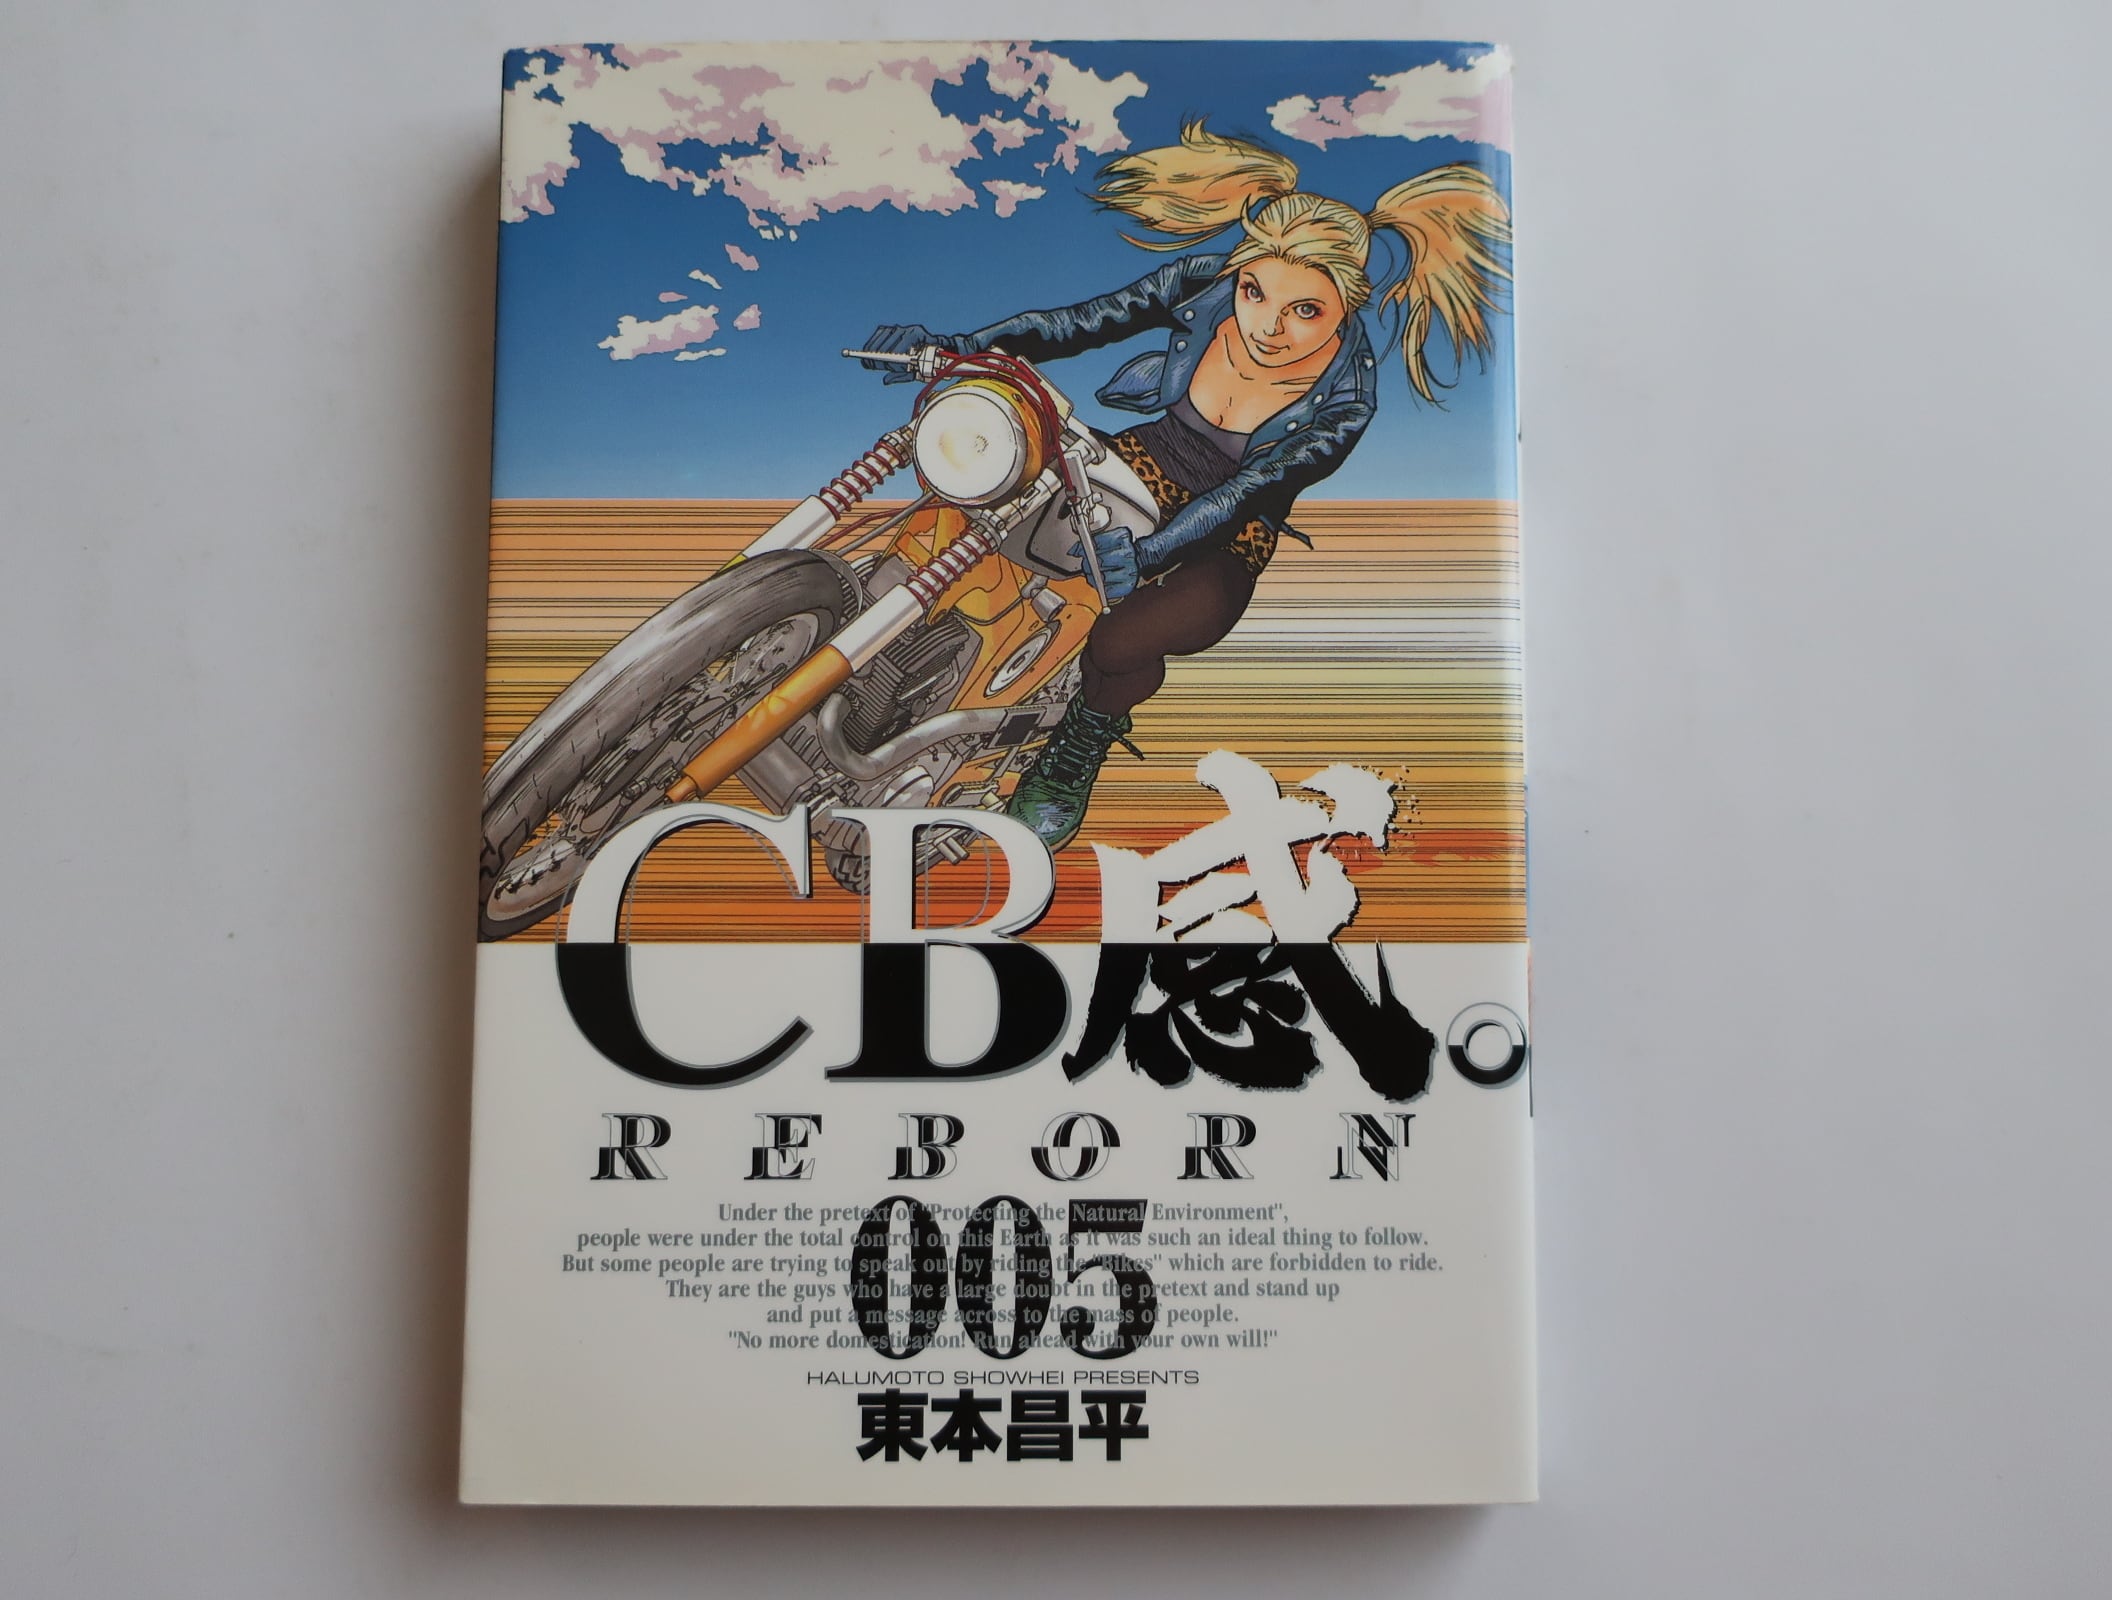 CB感。
REBORN
005
Under the pretext of "Protecting the Natural Environment",
people were under the total control on this Earth as it was such an ideal thing to follow.
But some people are trying to speak out by riding the "Bikes" which are forbidden to ride.
They are the guys who have a large doubt in the pretext and stand up
and put a message across to the mass of people.
"No more domestication! Run ahead with your own will!"
HALUMOTO SHOWHEI PRESENTS
東本昌平